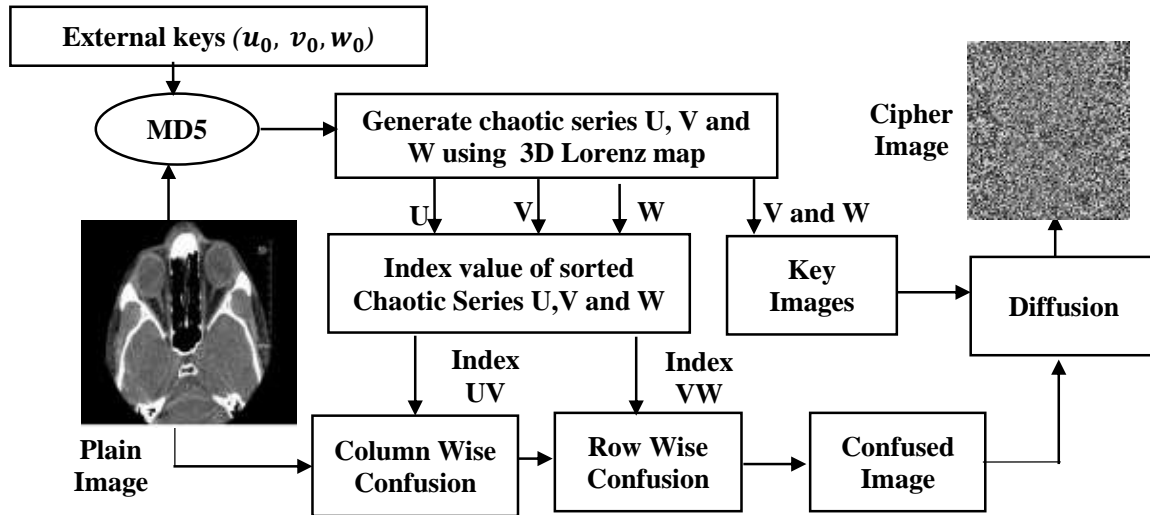 External keys (u₀, v₀, w₀)
MD5
Generate chaotic series U, V and
W using 3D Lorenz map
Cipher
Image
U
V
W
V and W
Index value of sorted
Chaotic Series U,V and W
Key
Images
Diffusion
Index
UV
Index
VW
Plain
Image
Column Wise
Confusion
Row Wise
Confusion
Confused
Image